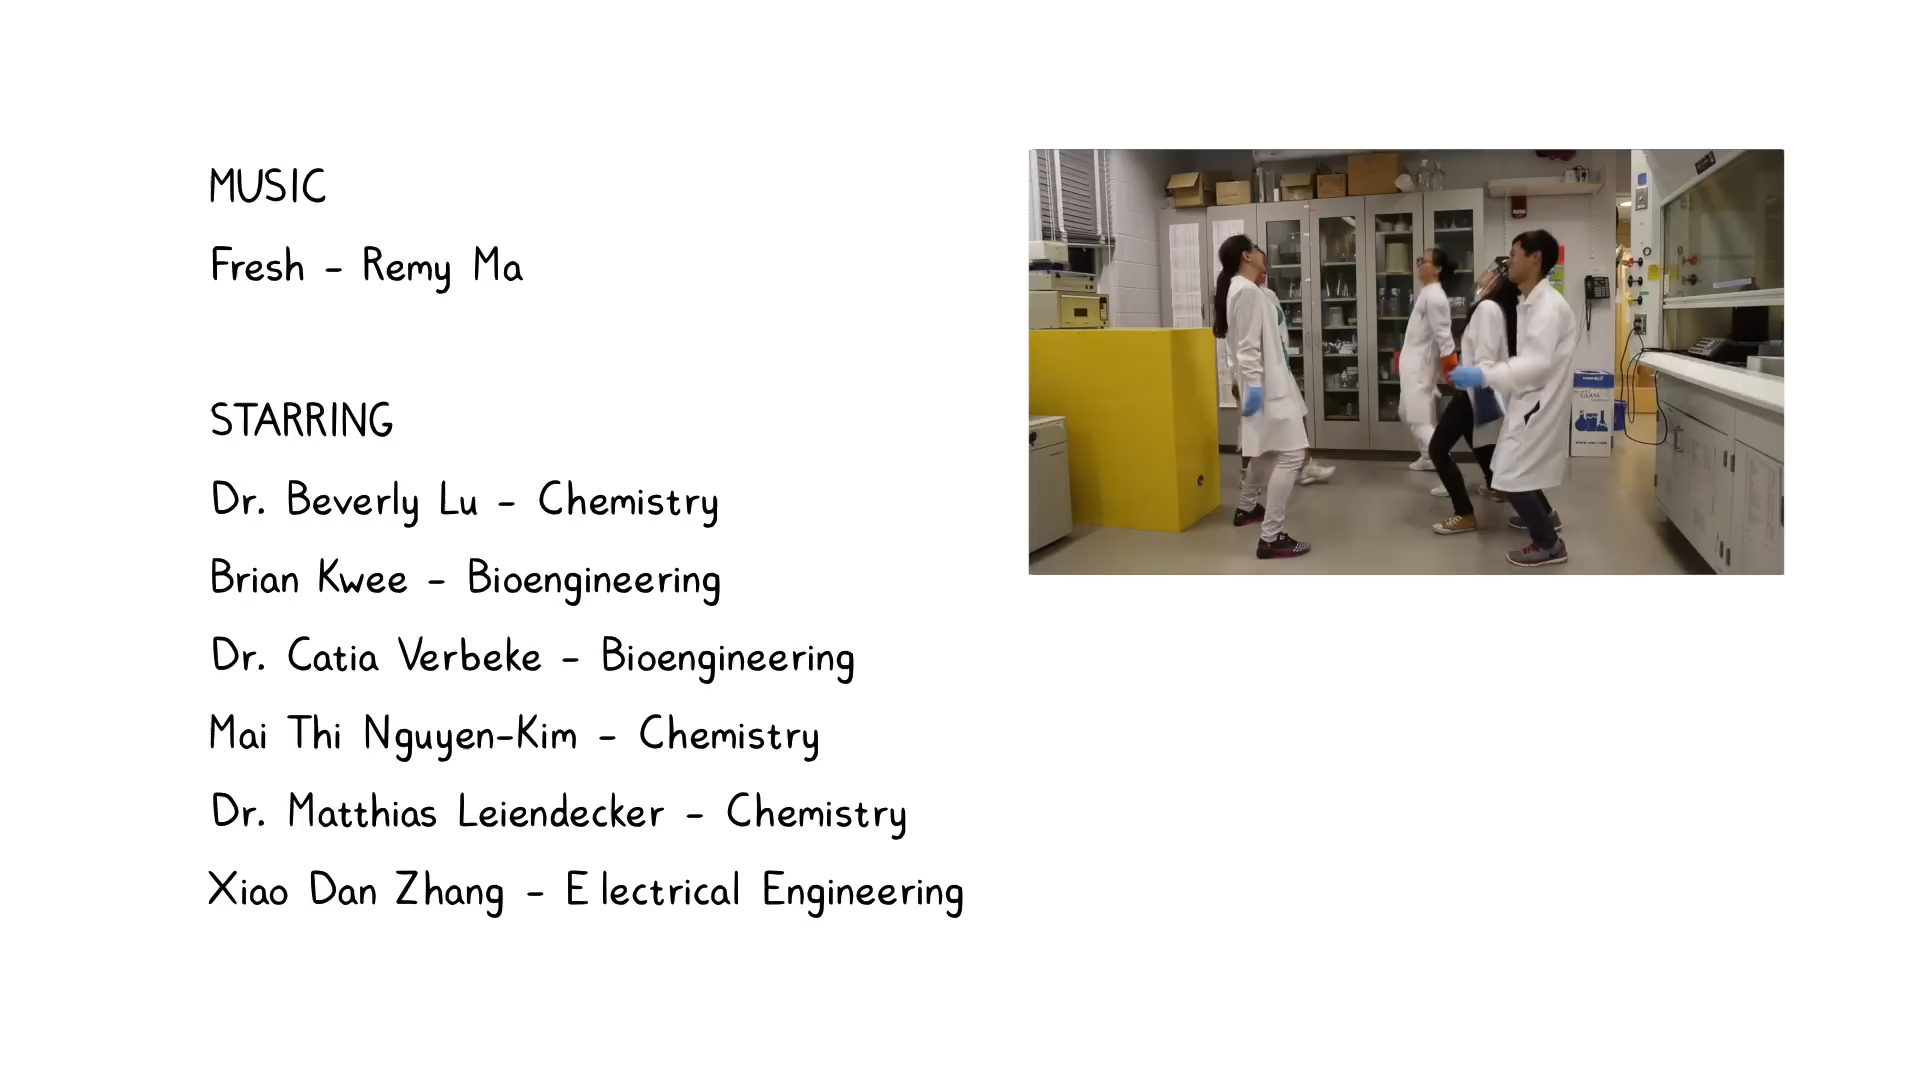 MUSIC
Fresh - Remy Ma
STARRING
Dr. Beverly Lu - Chemistry
Brian Kwee - Bioengineering
Dr. Catia Verbeke - Bioengineering
Mai Thi Nguyen-Kim - Chemistry
Dr. Matthias Leiendecker - Chemistry
Xiao Dan Zhang - Electrical Engineering
GLASS